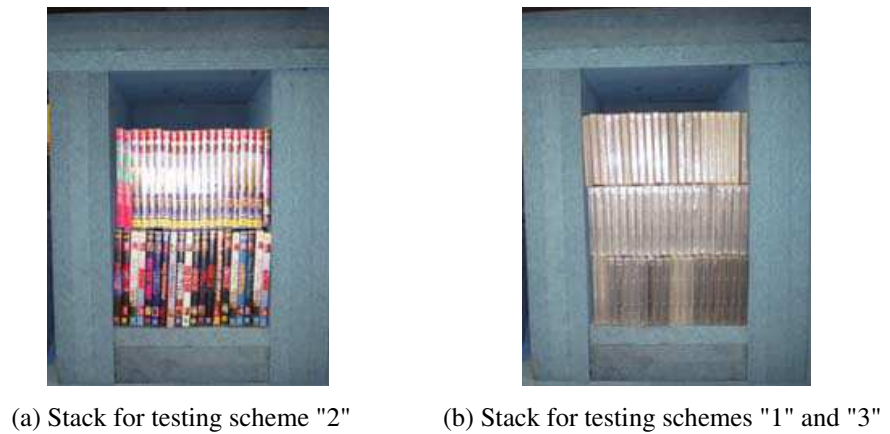 (a) Stack for testing scheme "2"
(b) Stack for testing schemes "1" and "3"